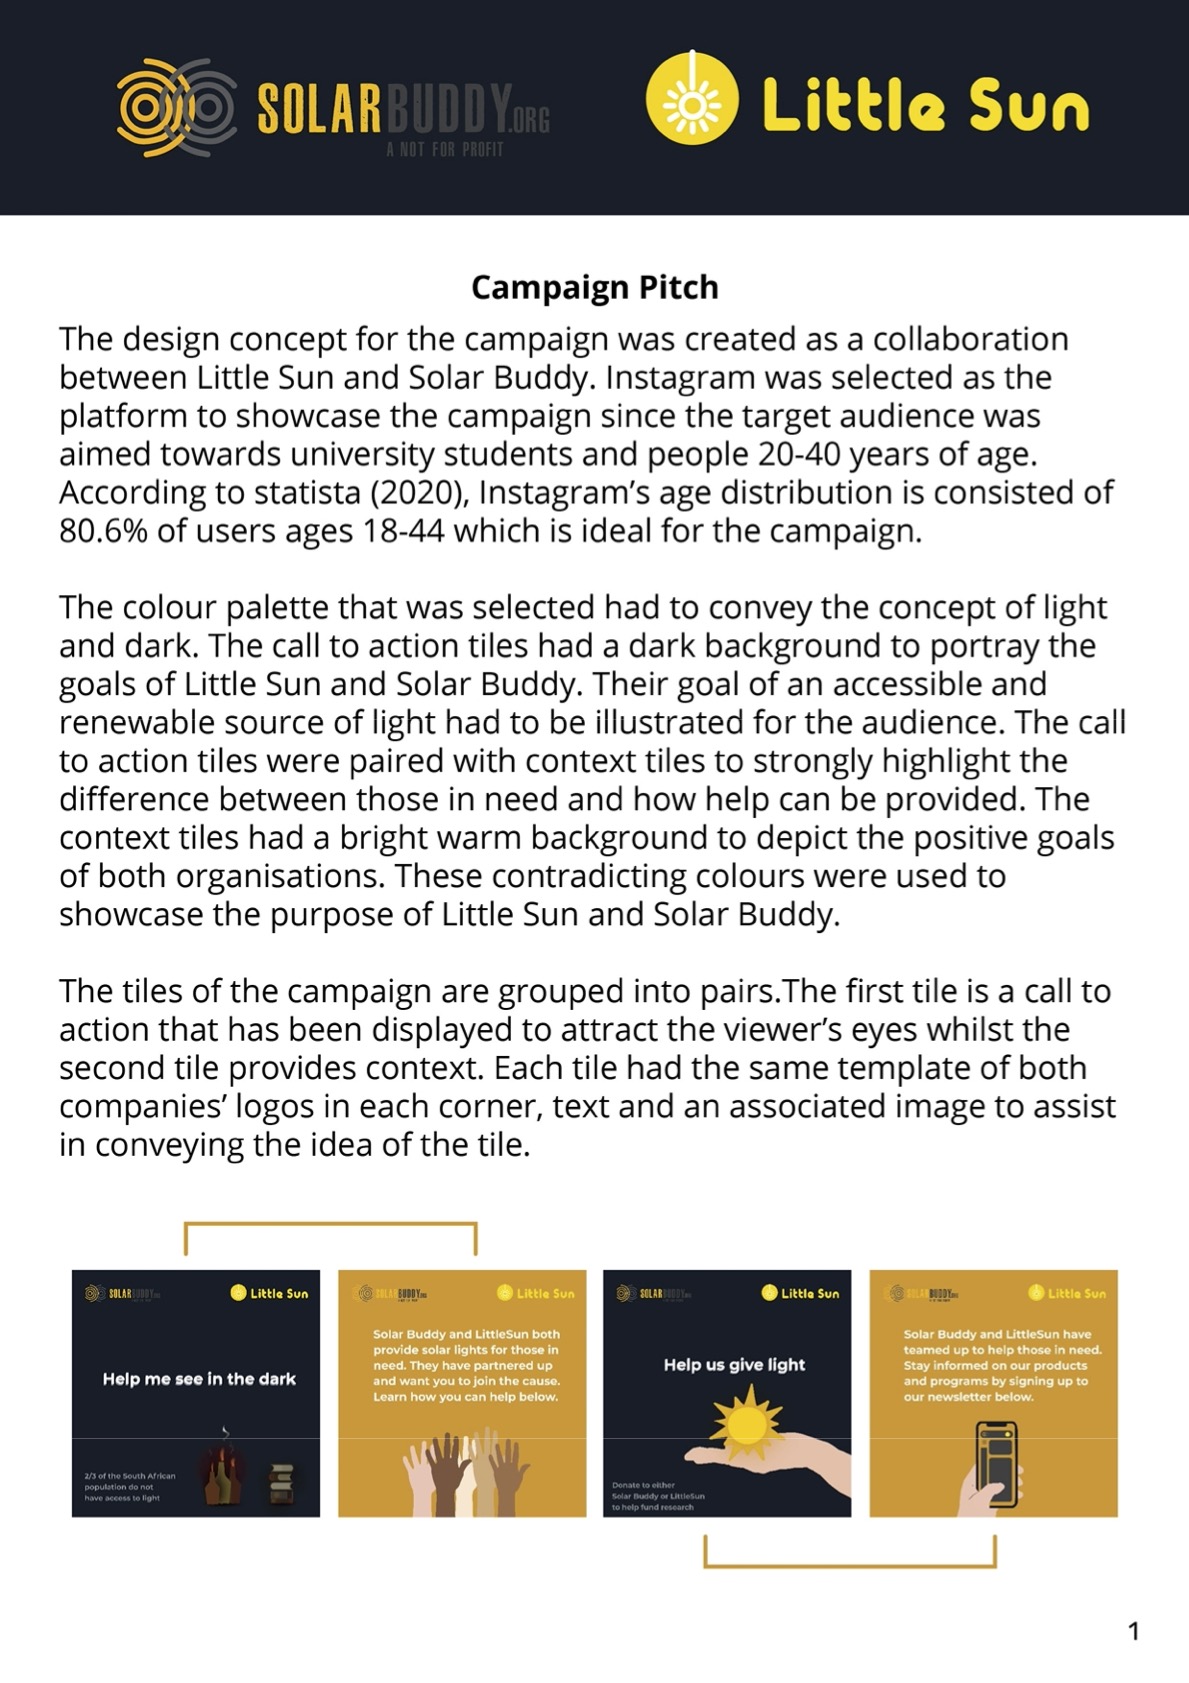 SOLARBUDDY.ORG
A NOT FOR PROFIT
Little Sun
Campaign Pitch
The design concept for the campaign was created as a collaboration
between Little Sun and Solar Buddy. Instagram was selected as the
platform to showcase the campaign since the target audience was
aimed towards university students and people 20-40 years of age.
According to statista (2020), Instagram’s age distribution is consisted of
80.6% of users ages 18-44 which is ideal for the campaign.
The colour palette that was selected had to convey the concept of light
and dark. The call to action tiles had a dark background to portray the
goals of Little Sun and Solar Buddy. Their goal of an accessible and
renewable source of light had to be illustrated for the audience. The call
to action tiles were paired with context tiles to strongly highlight the
difference between those in need and how help can be provided. The
context tiles had a bright warm background to depict the positive goals
of both organisations. These contradicting colours were used to
showcase the purpose of Little Sun and Solar Buddy.
The tiles of the campaign are grouped into pairs.The first tile is a call to
action that has been displayed to attract the viewer’s eyes whilst the
second tile provides context. Each tile had the same template of both
companies’ logos in each corner, text and an associated image to assist
in conveying the idea of the tile.
SOLARBUDDY.ORG
Little Sun
Help me see in the dark
2/3 of the South African
population do not
have access to light
SOLARBUDDY.ORG
Little Sun
Solar Buddy and LittleSun both
provide solar lights for those in
need. They have partnered up
and want you to join the cause.
Learn how you can help below.
SOLARBUDDY.ORG
Little Sun
Help us give light
Donate to either
Solar Buddy or LittleSun
to help fund research
SOLARBUDDY.ORG
Little Sun
Solar Buddy and LittleSun have
teamed up to help those in need.
Stay informed on our products
and programs by signing up to
our newsletter below.
1